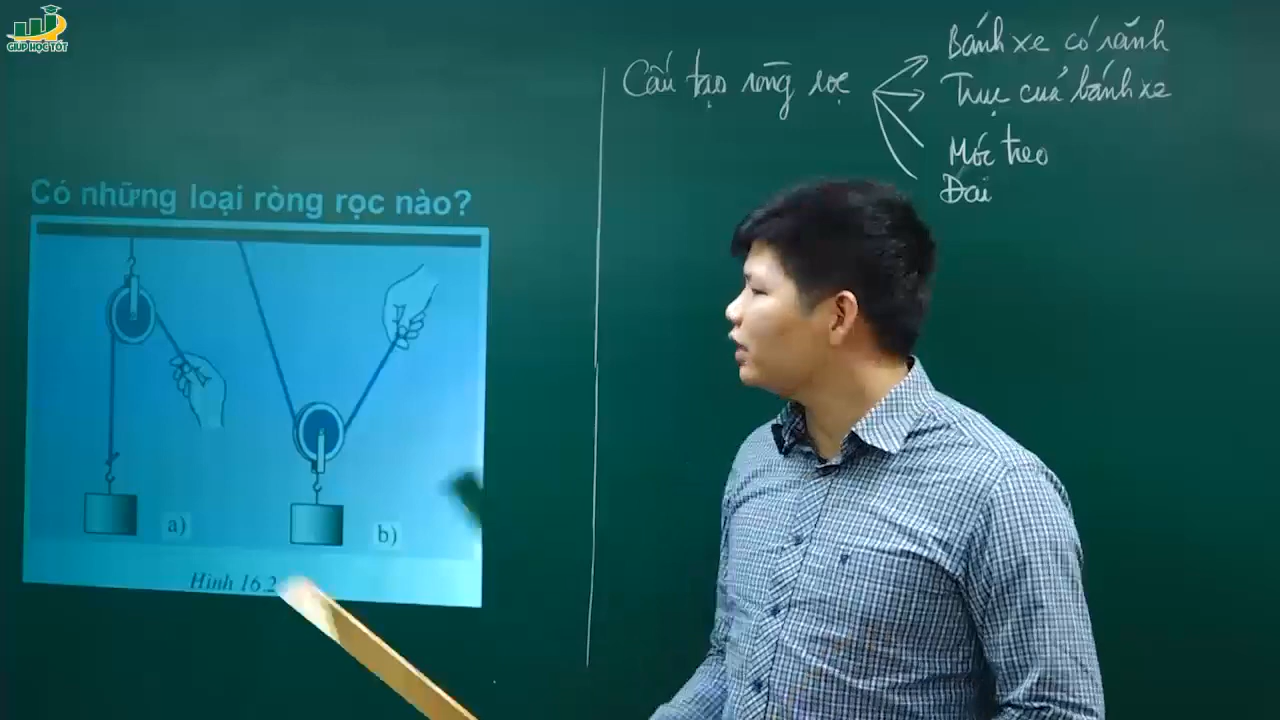 GIÚP HỌC TỐT
Có những loại ròng rọc nào?
a)
b)
Hình 16.2
Cấu tạo ròng rọc
Bánh xe có rãnh
Trục của bánh xe
Móc treo
Đai